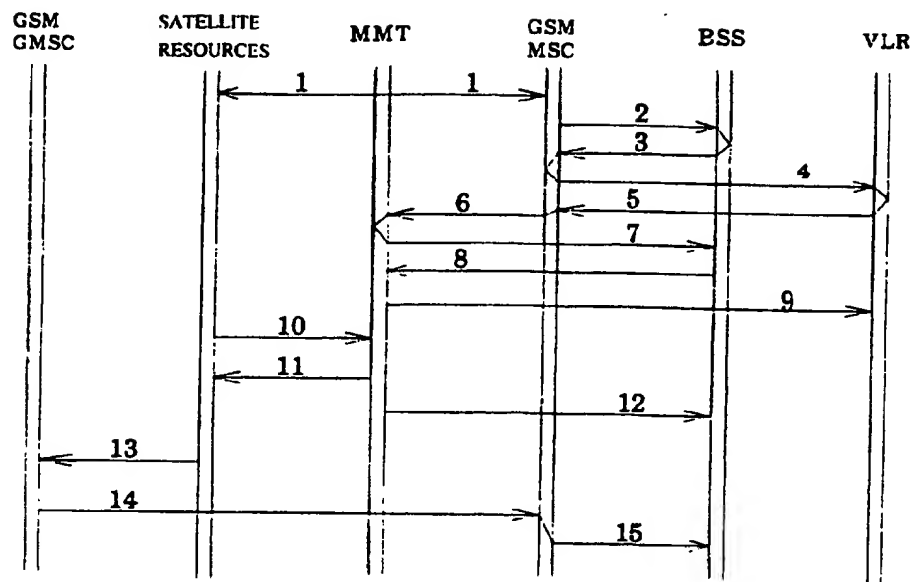 GSM
GMSC
SATELLITE
RESOURCES
MMT
GSM
MSC
BSS
VLR
1
1
2
3
4
5
6
7
8
9
10
11
12
13
14
15